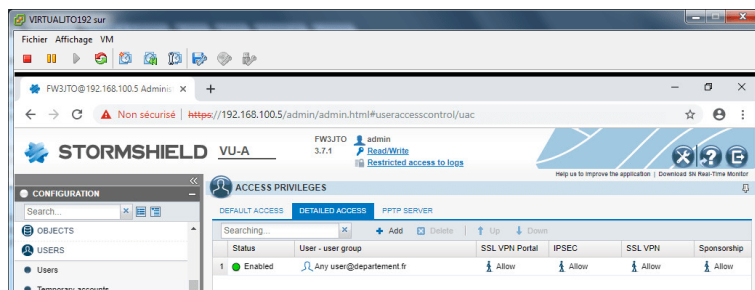 VIRTUALJTO192 sur
Fichier Affichage VM
FW3JTO@192.168.100.5 Adminis
Non sécurisé | https://192.168.100.5/admin/admin.html#useraccesscontrol/uac
STORMSHIELD VU-A
FW3JTO admin
3.7.1 Read/Write
Restricted access to logs
Help us to improve the application | Download SN Real-Time Monitor
CONFIGURATION
ACCESS PRIVILEGES
Search...
DEFAULT ACCESS DETAILED ACCESS PPTP SERVER
OBJECTS
Searching... Add Delete Up Down
USERS
Status User - user group SSL VPN Portal IPSEC SSL VPN Sponsorship
Users
1 Enabled Any user@departement.fr Allow Allow Allow Allow
Temporary accounts